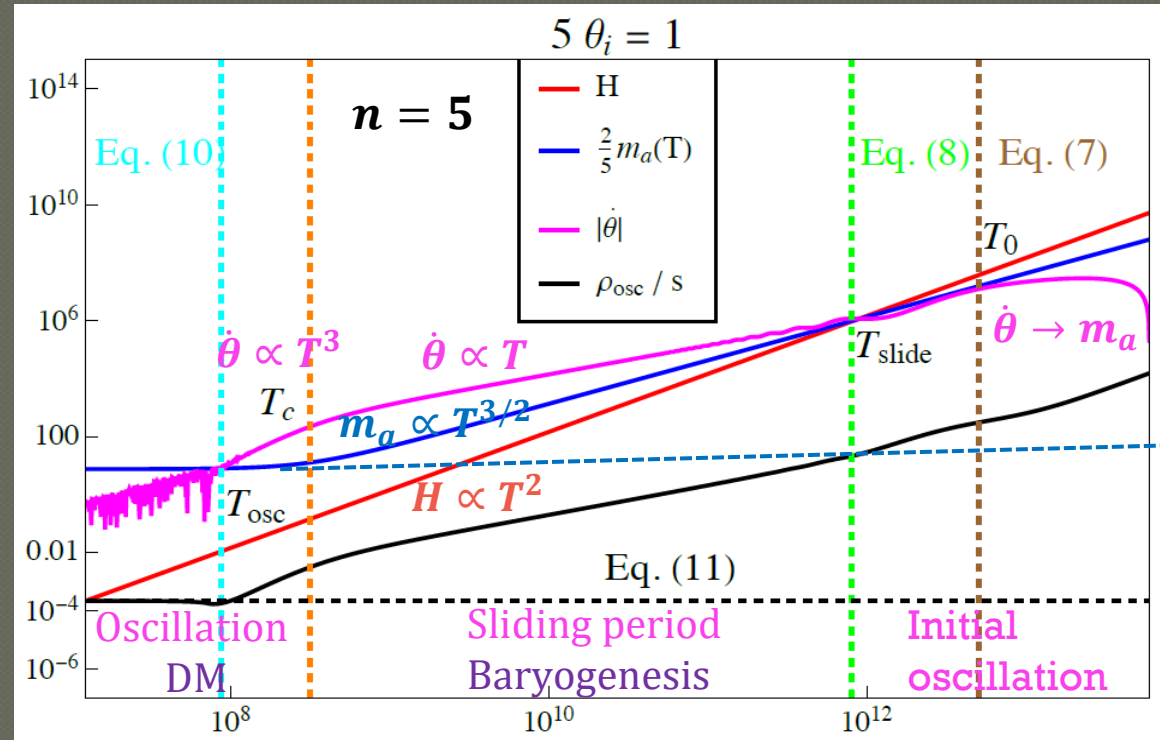 5 θ_i = 1
10^14
10^10
10^6
100
0.01
10^−4
10^−6
n = 5
H
2/5 m_a(T)
|θ̇|
ρ_osc / s
Eq. (10)
Eq. (8)
Eq. (7)
T_0
θ̇ ∝ T^3
θ̇ ∝ T
T_slide
θ̇ → m_a
T_c
m_a ∝ T^{3/2}
T_osc
H ∝ T^2
Eq. (11)
Oscillation
DM
Sliding period
Baryogenesis
Initial
oscillation
10^8
10^10
10^12